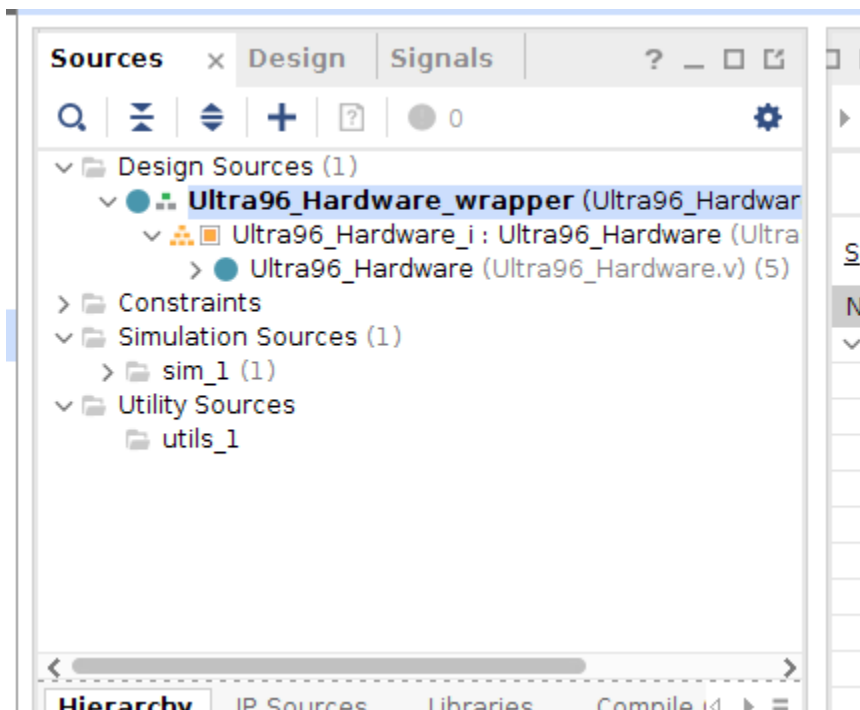 Sources × Design Signals ?
0
Design Sources (1)
Ultra96_Hardware_wrapper (Ultra96_Hardwar
Ultra96_Hardware_i : Ultra96_Hardware (Ultra
Ultra96_Hardware (Ultra96_Hardware.v) (5)
Constraints
Simulation Sources (1)
sim_1 (1)
Utility Sources
utils_1
Hierarchy IP Sources Libraries Compile
S
N